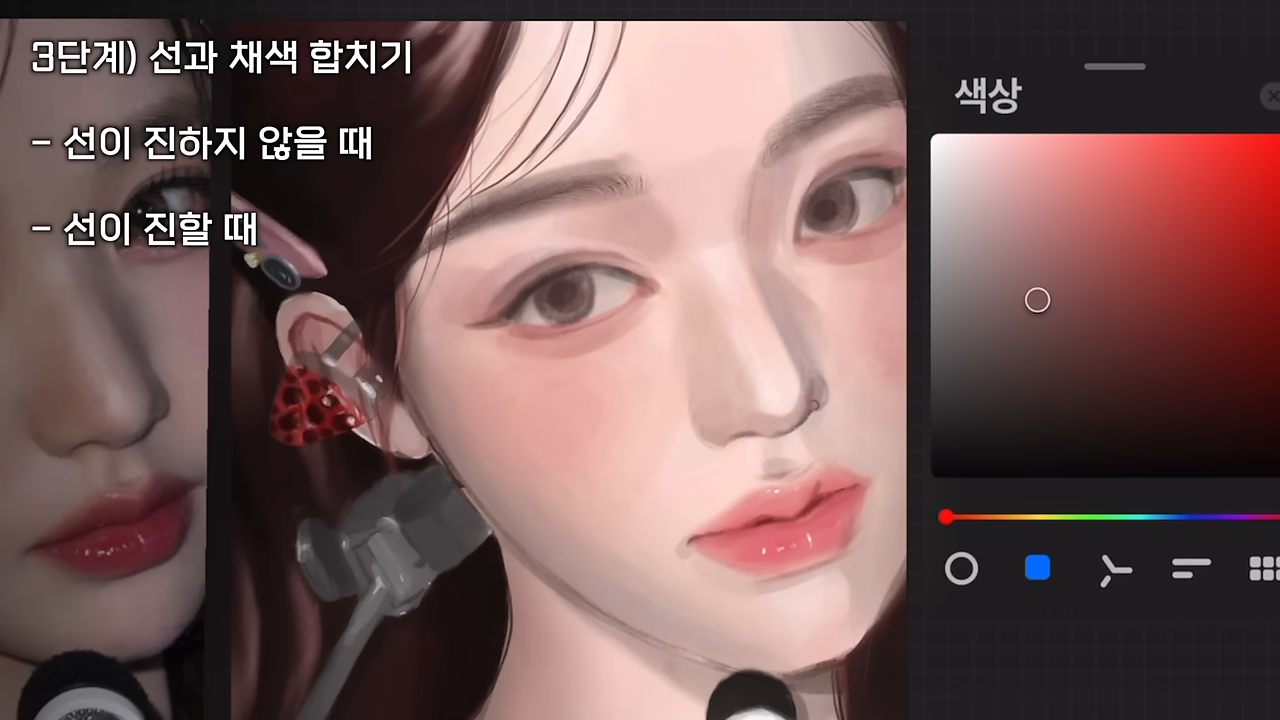 3단계) 선과 채색 합치기
- 선이 진하지 않을 때
- 선이 진할 때
색상